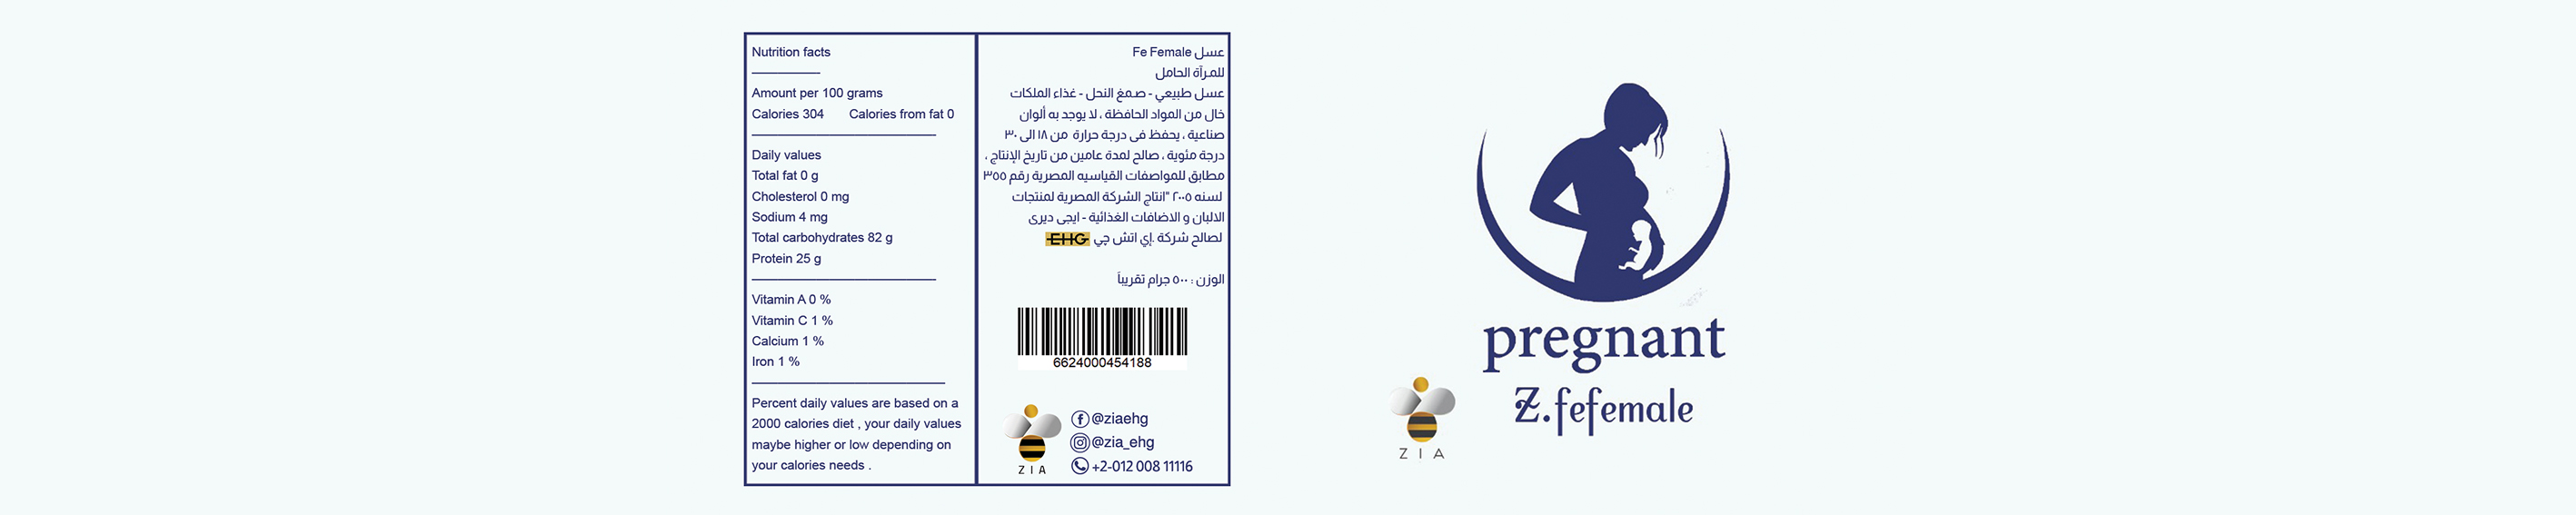 Nutrition facts
Amount per 100 grams
Calories 304 Calories from fat 0
Daily values
Total fat 0 g
Cholesterol 0 mg
Sodium 4 mg
Total carbohydrates 82 g
Protein 25 g
Vitamin A 0 %
Vitamin C 1 %
Calcium 1 %
Iron 1 %
Percent daily values are based on a
2000 calories diet , your daily values
maybe higher or low depending on
your calories needs .
عسل Fe Female
للمرآة الحامل
عسل طبيعي - صمغ النحل - غذاء الملكات
خال من المواد الحافظة ، لا يوجد به ألوان
صناعية ، يحفظ فى درجة حرارة من ١٨ الى ٣٠
درجة مئوية ، صالح لمدة عامين من تاريخ الإنتاج ،
مطابق للمواصفات القياسيه المصرية رقم ٣٥٥
لسنه ٢٠٠٥ "انتاج الشركة المصرية لمنتجات
الالبان و الاضافات الغذائية - ايجى ديرى
لصالح شركة .إي اتش چي EHG
الوزن : ٥٠٠ جرام تقريباً
6624000454188
@ziaehg
@zia_ehg
+2-012 008 11116
ZIA
pregnant
Z.fefemale
ZIA